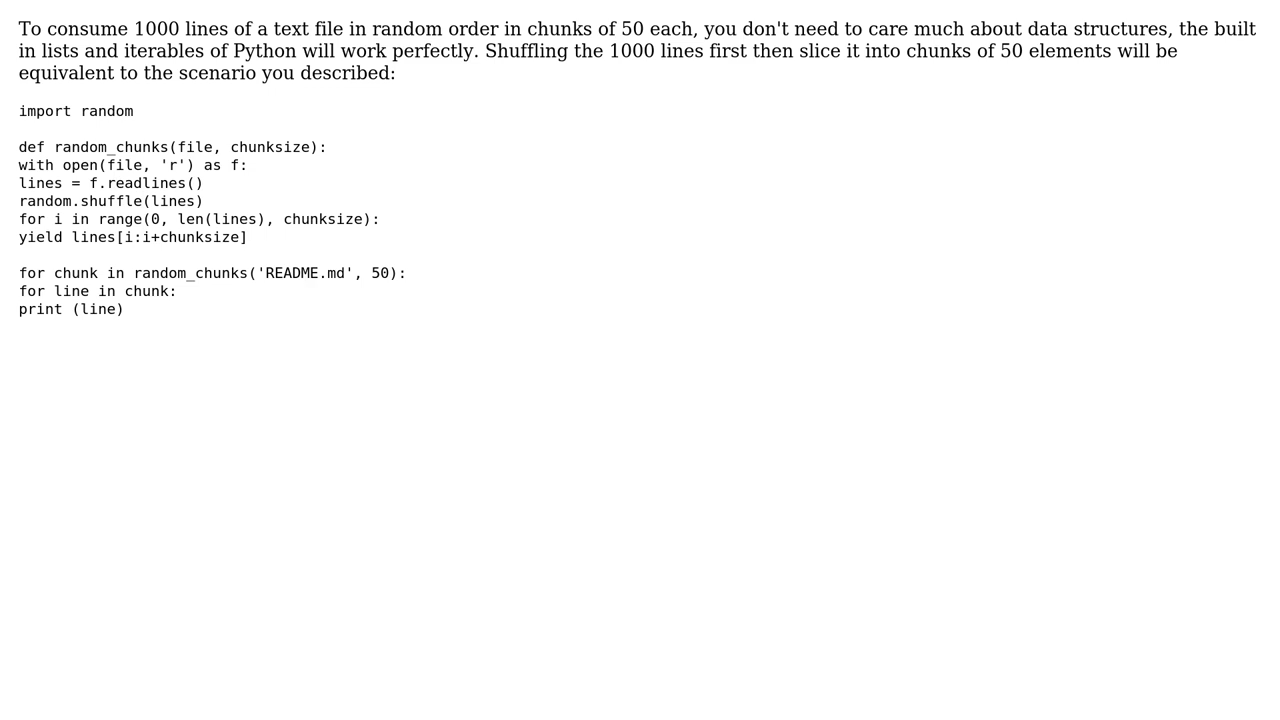 To consume 1000 lines of a text file in random order in chunks of 50 each, you don't need to care much about data structures, the built
in lists and iterables of Python will work perfectly. Shuffling the 1000 lines first then slice it into chunks of 50 elements will be
equivalent to the scenario you described:
import random
def random_chunks(file, chunksize):
with open(file, 'r') as f:
lines = f.readlines()
random.shuffle(lines)
for i in range(0, len(lines), chunksize):
yield lines[i:i+chunksize]
for chunk in random_chunks('README.md', 50):
for line in chunk:
print (line)